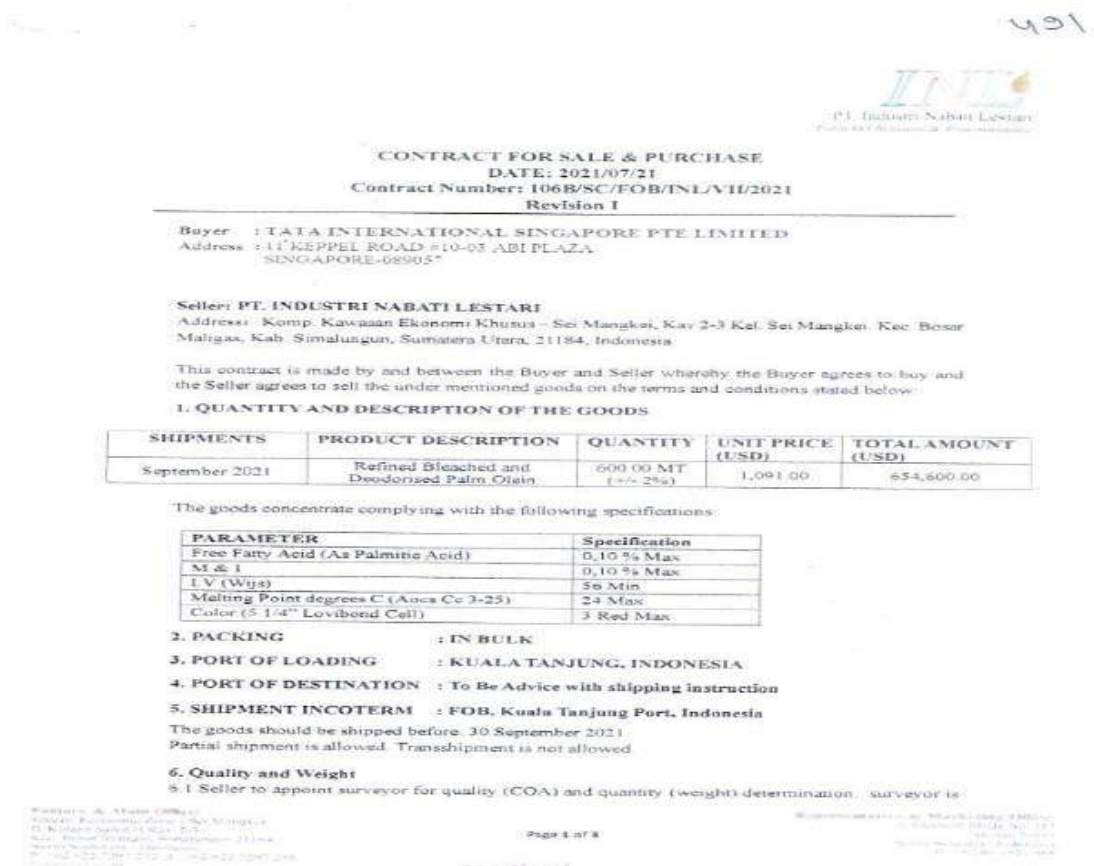 491
INL
PT. Industri Nabati Lestari
CONTRACT FOR SALE & PURCHASE
DATE: 2021/07/21
Contract Number: 106B/SC/FOB/INL/VII/2021
Revision I
Buyer : TATA INTERNATIONAL SINGAPORE PTE LIMITED
Address : 11 KEPPEL ROAD #10-03 ABI PLAZA
SINGAPORE-089057
Seller: PT. INDUSTRI NABATI LESTARI
Address: Komp. Kawasan Ekonomi Khusus – Sei Mangkei, Kav 2-3 Kel. Sei Mangkei. Kec. Bosar
Maligas, Kab. Simalungun, Sumatera Utara, 21184, Indonesia
This contract is made by and between the Buyer and Seller whereby the Buyer agrees to buy and
the Seller agrees to sell the under mentioned goods on the terms and conditions stated below:
1. QUANTITY AND DESCRIPTION OF THE GOODS
SHIPMENTS PRODUCT DESCRIPTION QUANTITY UNIT PRICE (USD) TOTAL AMOUNT (USD)
September 2021 Refined Bleached and Deodorised Palm Olein 600.00 MT (+/- 2%) 1,091.00 654,600.00
The goods concentrate complying with the following specifications:
PARAMETER Specification
Free Fatty Acid (As Palmitic Acid) 0,10 % Max
M & I 0,10 % Max
I.V (Wijs) 56 Min
Melting Point degrees C (Aocs Cc 3-25) 24 Max
Color (5 1/4" Lovibond Cell) 3 Red Max
2. PACKING : IN BULK
3. PORT OF LOADING : KUALA TANJUNG, INDONESIA
4. PORT OF DESTINATION : To Be Advice with shipping instruction
5. SHIPMENT INCOTERM : FOB, Kuala Tanjung Port, Indonesia
The goods should be shipped before: 30 September 2021
Partial shipment is allowed. Transshipment is not allowed.
6. Quality and Weight
6.1 Seller to appoint surveyor for quality (COA) and quantity (weight) determination. surveyor is
Page 1 of 8